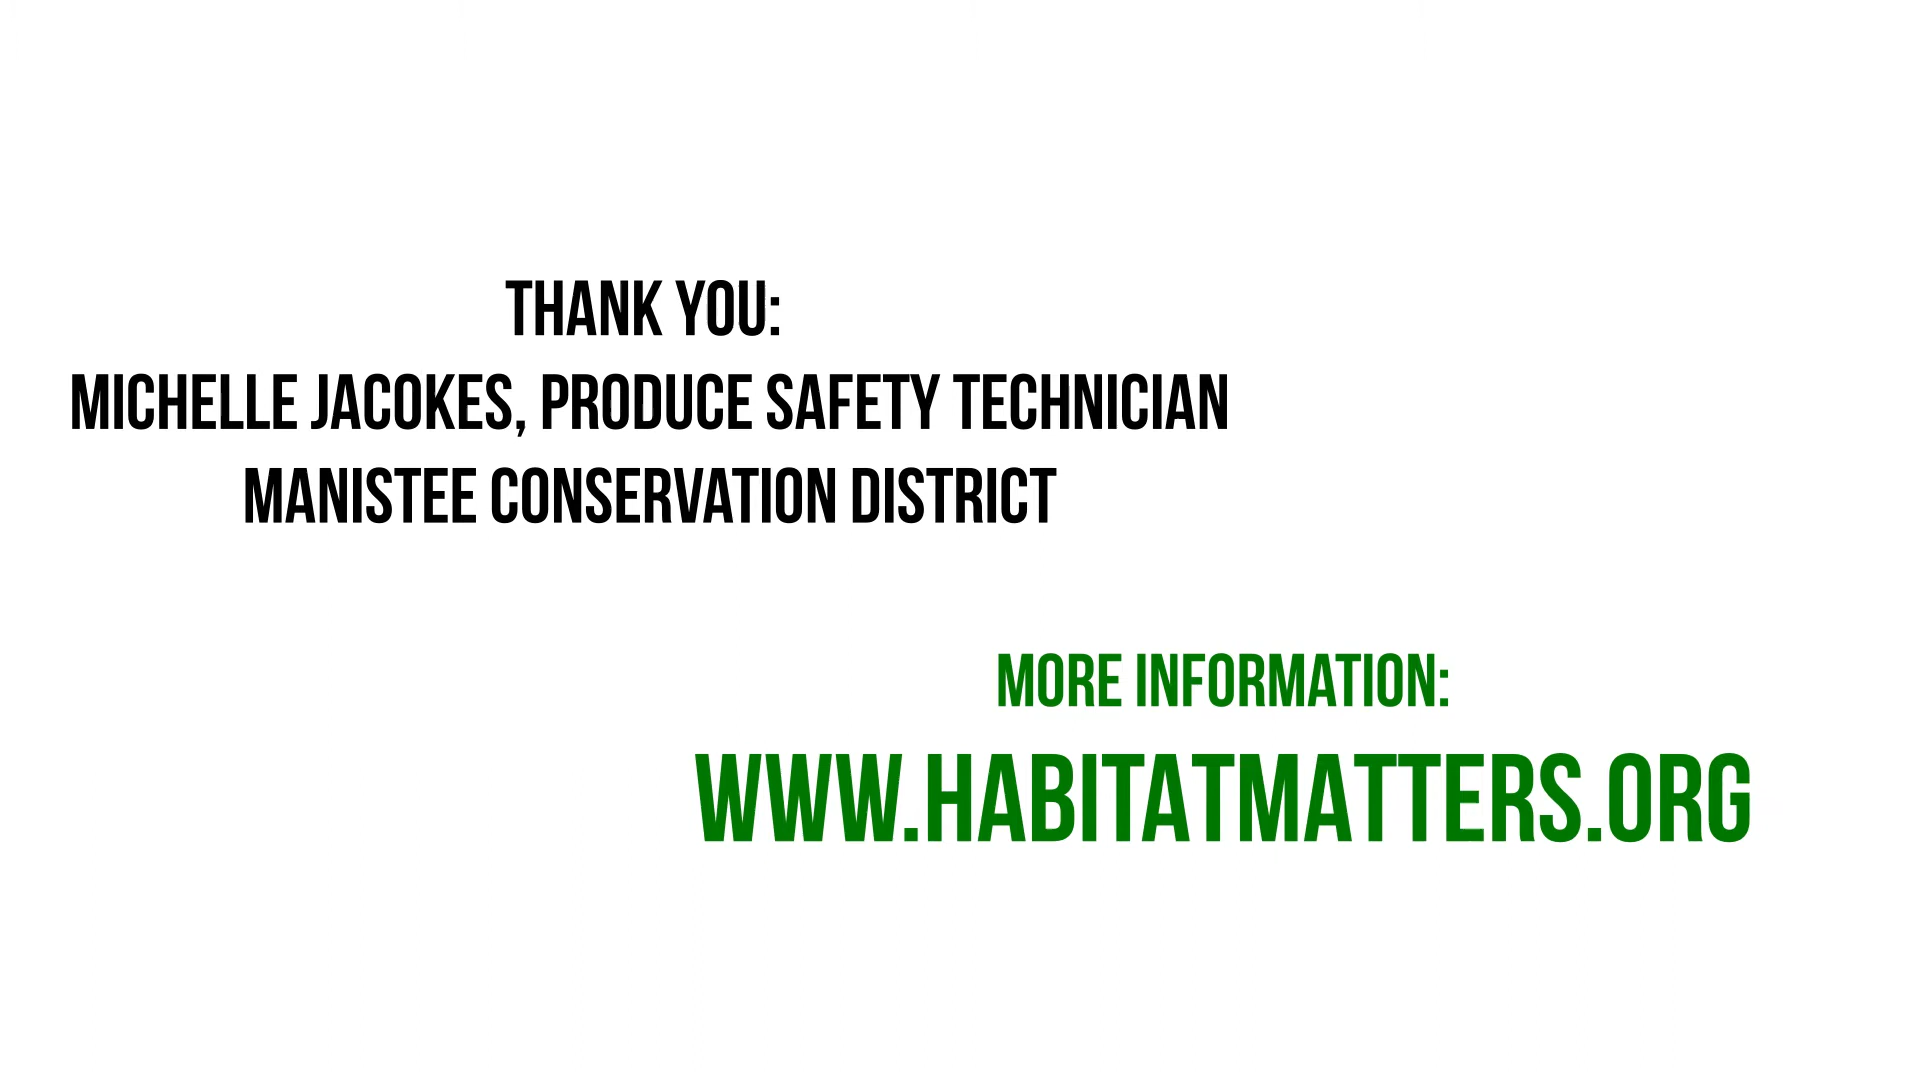 THANK YOU:
MICHELLE JACOKES, PRODUCE SAFETY TECHNICIAN
MANISTEE CONSERVATION DISTRICT
MORE INFORMATION:
WWW.HABITATMATTERS.ORG